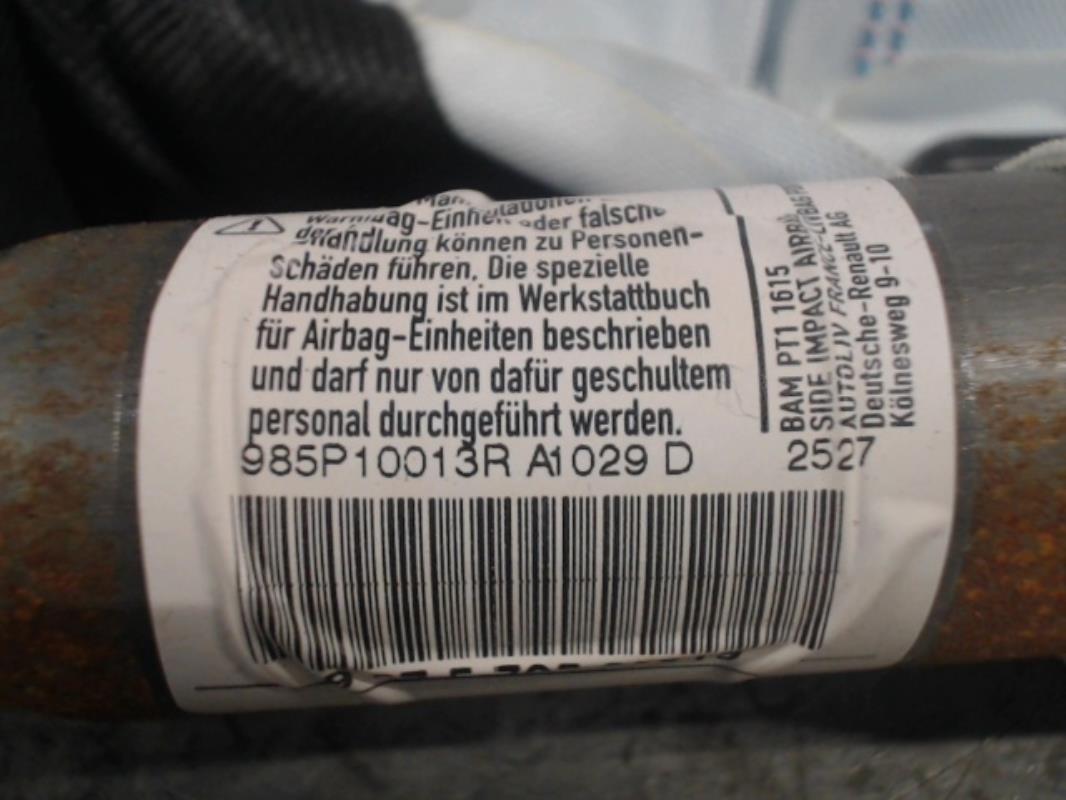 -Einheiten oder falsche
Handlung können zu Personen-
Schäden führen. Die spezielle
Handhabung ist im Werkstattbuch
für Airbag-Einheiten beschrieben
und darf nur von dafür geschultem
personal durchgeführt werden.
985P10013R A1029 D
2527
BAM PT1 1615
SIDE IMPACT AIRBAG
AUTOLIV FRANCE-
Deutsche-Renault AG
Kölnesweg 9-10